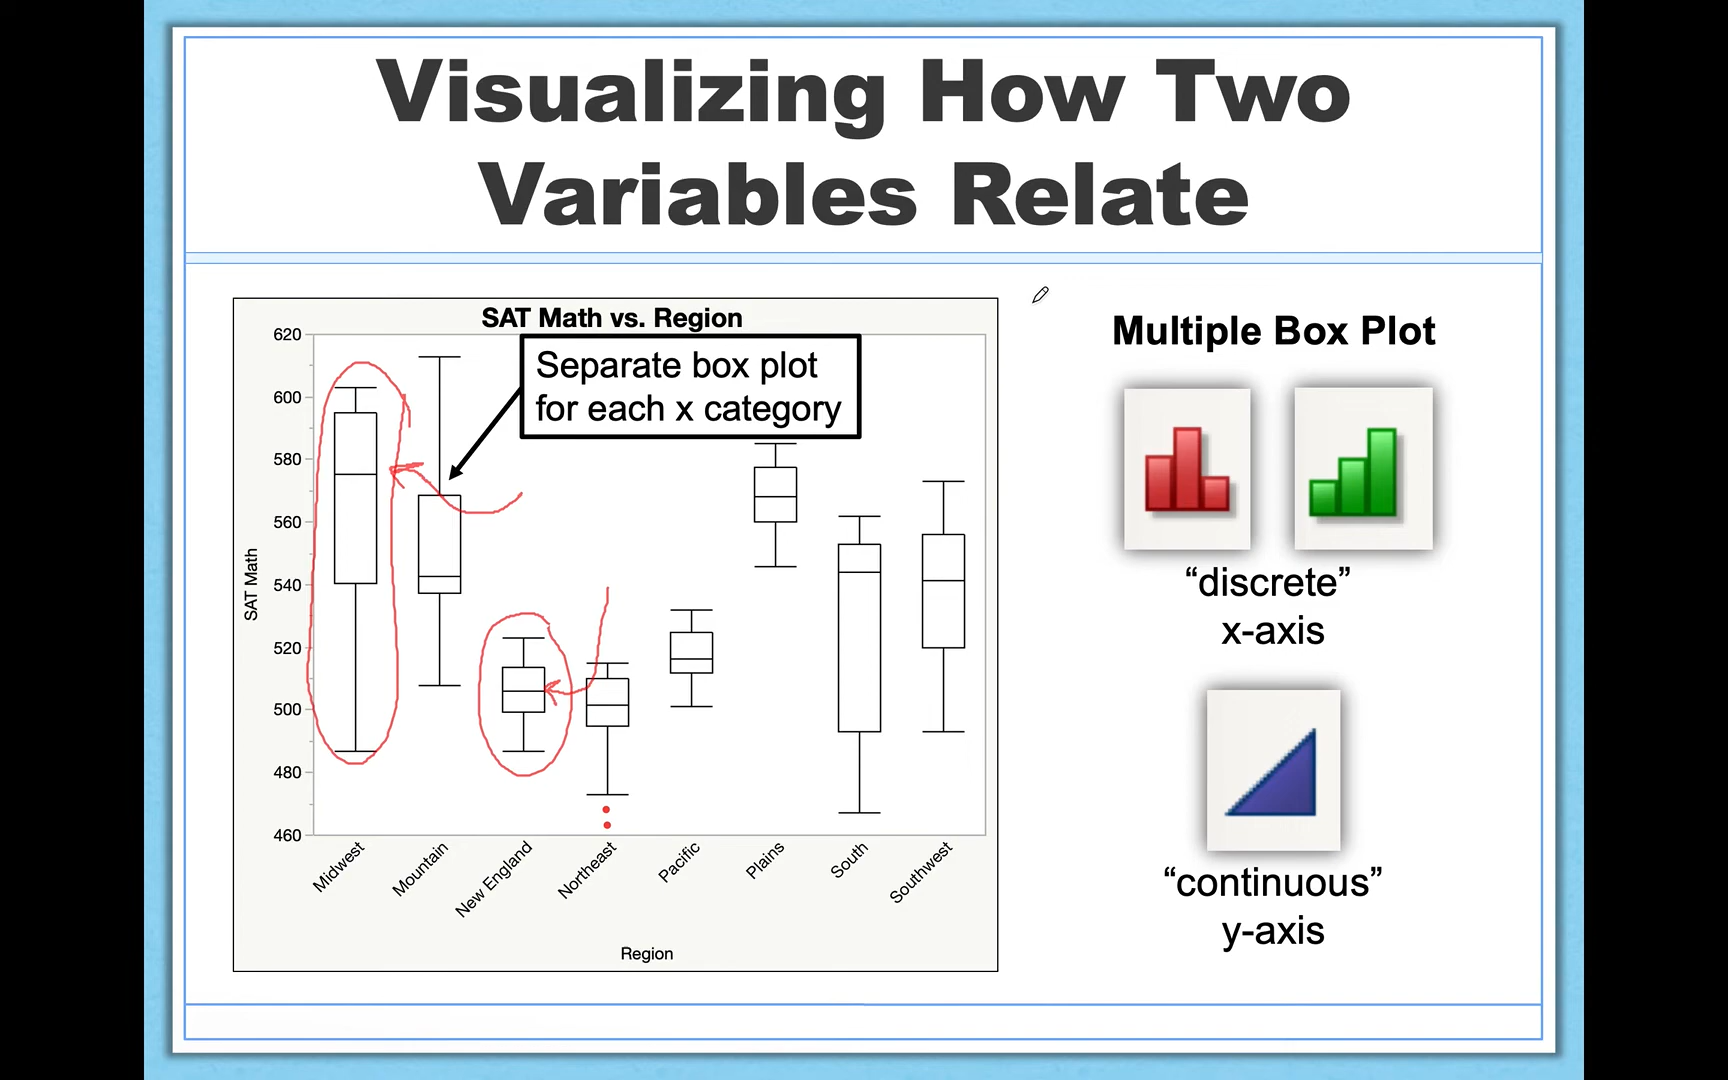 Visualizing How Two
Variables Relate
SAT Math vs. Region
Separate box plot
for each x category
620
600
580
560
540
520
500
480
460
SAT Math
Midwest
Mountain
New England
Northeast
Pacific
Plains
South
Southwest
Region
Multiple Box Plot
“discrete”
x-axis
“continuous”
y-axis